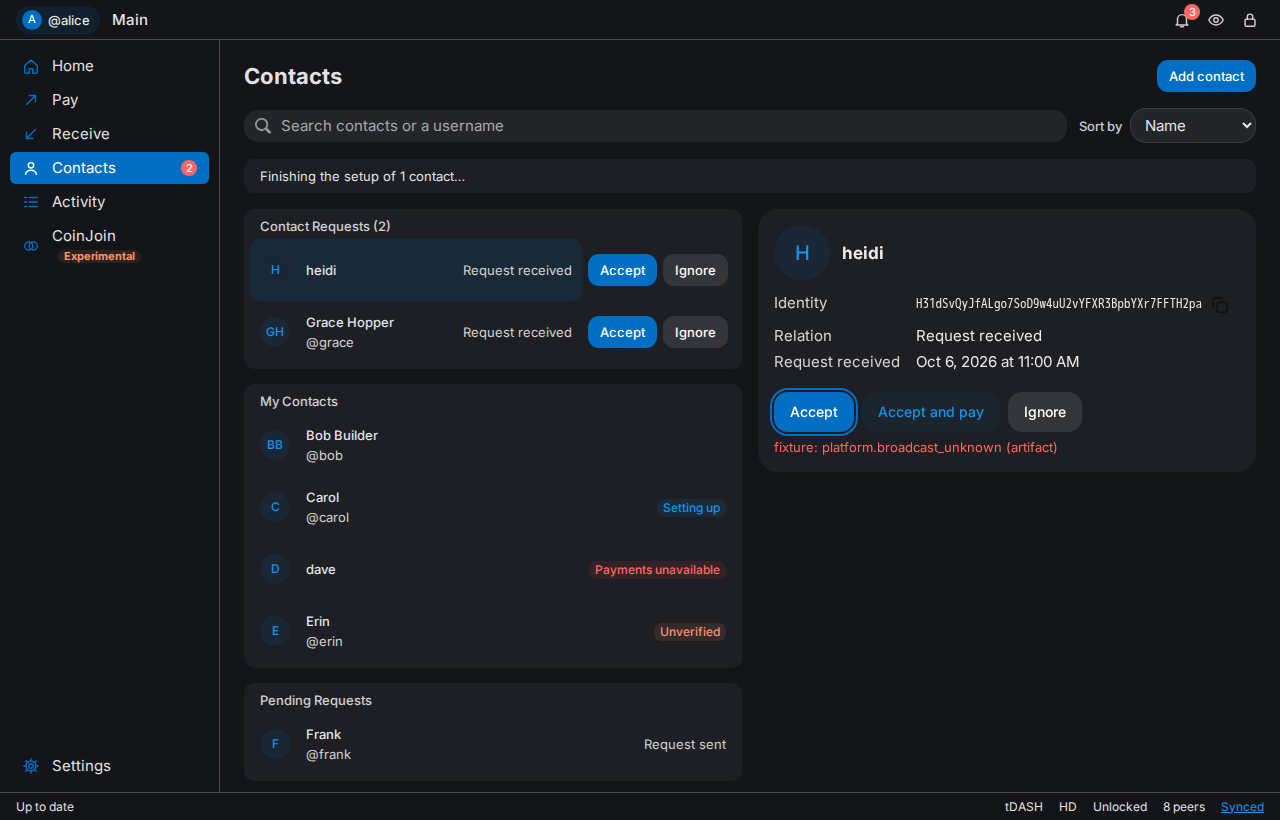 A @alice Main 3
Home
Pay
Receive
Contacts 2
Activity
CoinJoin
Experimental
Settings
Contacts
Add contact
Search contacts or a username
Sort by Name
Finishing the setup of 1 contact...
Contact Requests (2)
H heidi Request received Accept Ignore
GH Grace Hopper
@grace
Request received Accept Ignore
My Contacts
BB Bob Builder
@bob
C Carol
@carol
Setting up
D dave Payments unavailable
E Erin
@erin
Unverified
Pending Requests
F Frank
@frank
Request sent
H heidi
Identity H31dSvQyJfALgo7SoD9w4uU2vYFXR3BpbYXr7FFTH2pa
Relation Request received
Request received Oct 6, 2026 at 11:00 AM
Accept Accept and pay Ignore
fixture: platform.broadcast_unknown (artifact)
Up to date
tDASH HD Unlocked 8 peers Synced